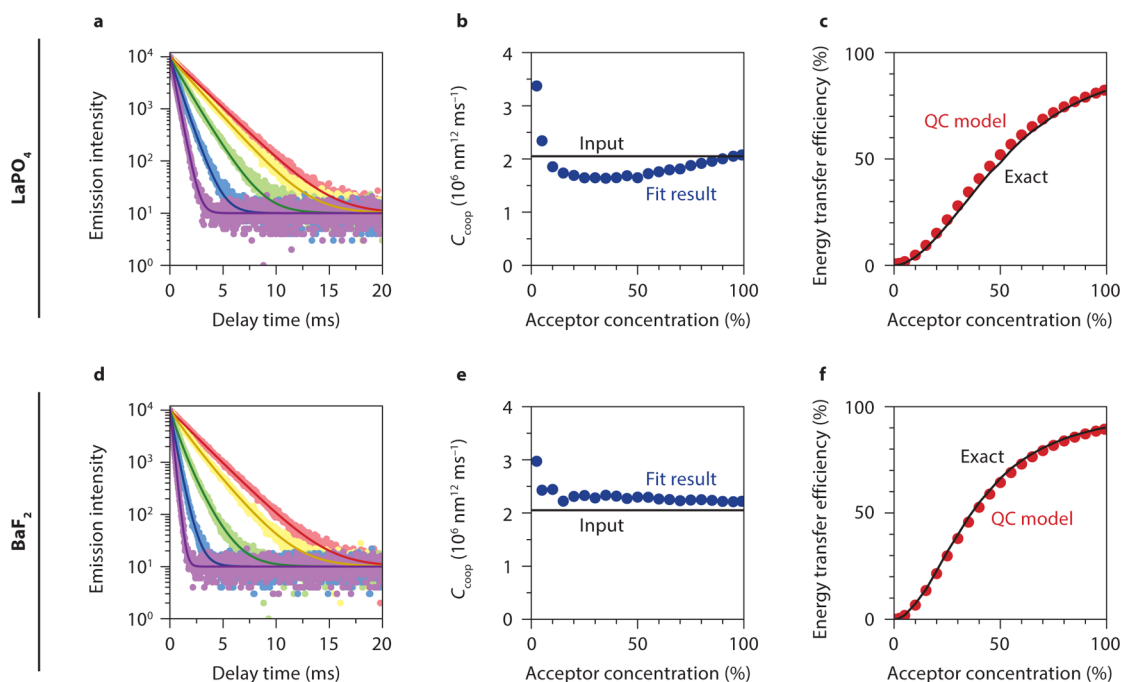 LaPO4
a
Emission intensity
10^4
10^3
10^2
10^1
10^0
0 5 10 15 20
Delay time (ms)
b
C_coop (10^6 nm^12 ms^−1)
4
3
2
1
0
Input
Fit result
0 50 100
Acceptor concentration (%)
c
Energy transfer efficiency (%)
100
50
0
QC model
Exact
0 50 100
Acceptor concentration (%)
BaF2
d
Emission intensity
10^4
10^3
10^2
10^1
10^0
0 5 10 15 20
Delay time (ms)
e
C_coop (10^6 nm^12 ms^−1)
4
3
2
1
0
Fit result
Input
0 50 100
Acceptor concentration (%)
f
Energy transfer efficiency (%)
100
50
0
Exact
QC model
0 50 100
Acceptor concentration (%)